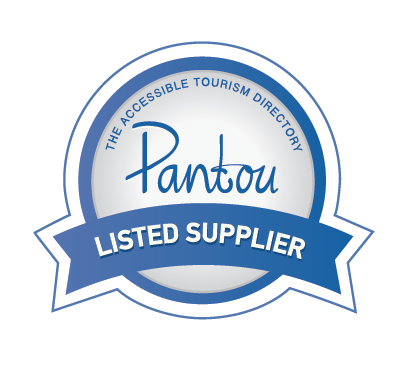 THE ACCESSIBLE TOURISM DIRECTORY
Pantou
LISTED SUPPLIER